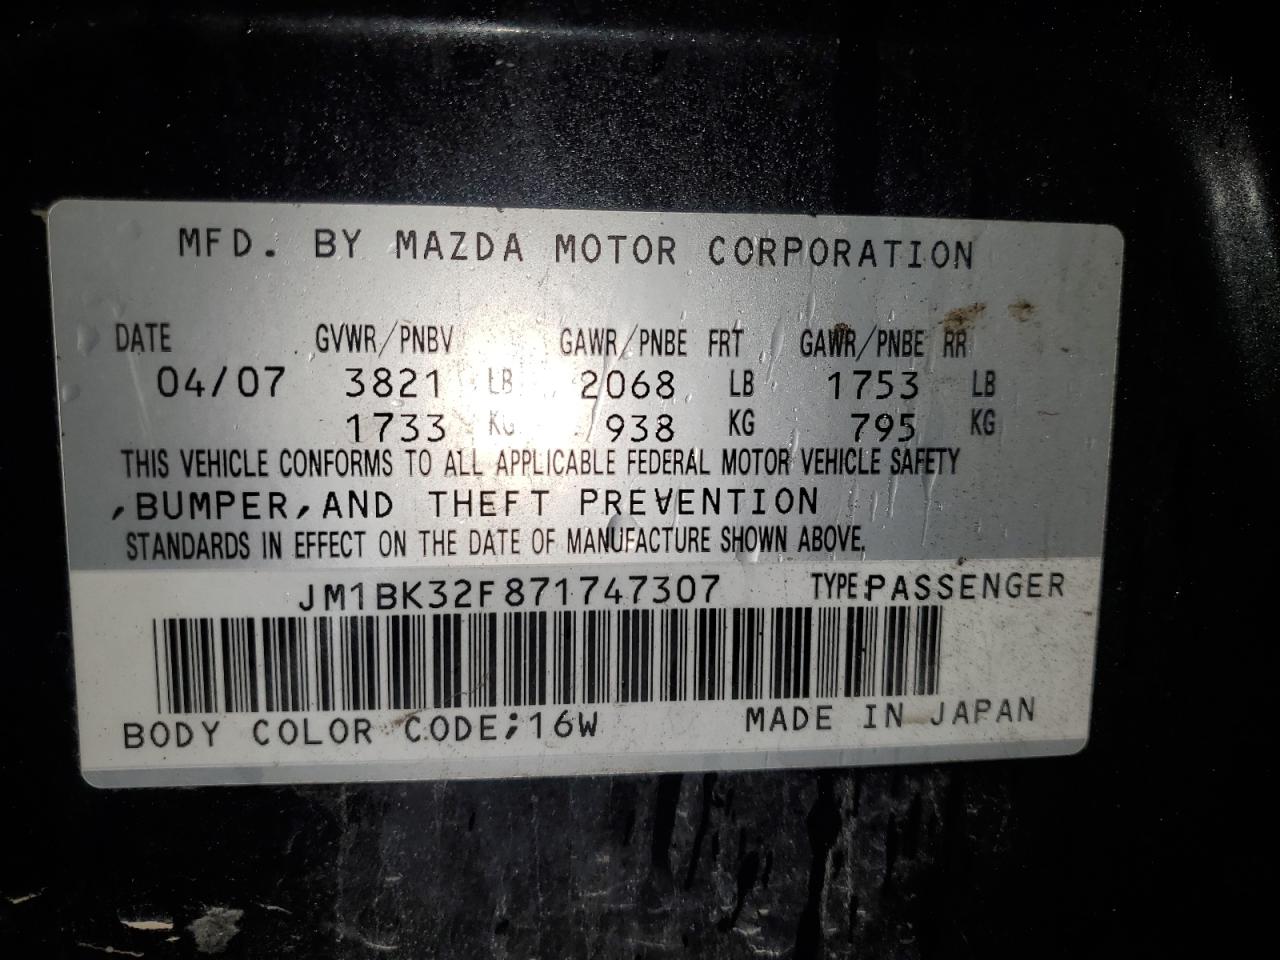 MFD. BY MAZDA MOTOR CORPORATION
DATE GVWR/PNBV GAWR/PNBE FRT GAWR/PNBE RR
04/07 3821 LB 2068 LB 1753 LB
1733 KG 938 KG 795 KG
THIS VEHICLE CONFORMS TO ALL APPLICABLE FEDERAL MOTOR VEHICLE SAFETY
,BUMPER,AND THEFT PREVENTION
STANDARDS IN EFFECT ON THE DATE OF MANUFACTURE SHOWN ABOVE.
JM1BK32F871747307 TYPE:PASSENGER
BODY COLOR CODE;16W MADE IN JAPAN